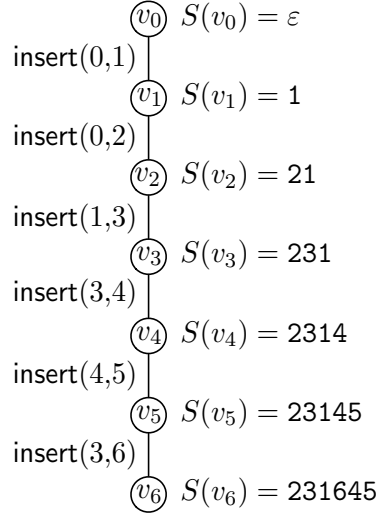 v₀ S(v₀) = ε
insert(0,1)
v₁ S(v₁) = 1
insert(0,2)
v₂ S(v₂) = 21
insert(1,3)
v₃ S(v₃) = 231
insert(3,4)
v₄ S(v₄) = 2314
insert(4,5)
v₅ S(v₅) = 23145
insert(3,6)
v₆ S(v₆) = 231645